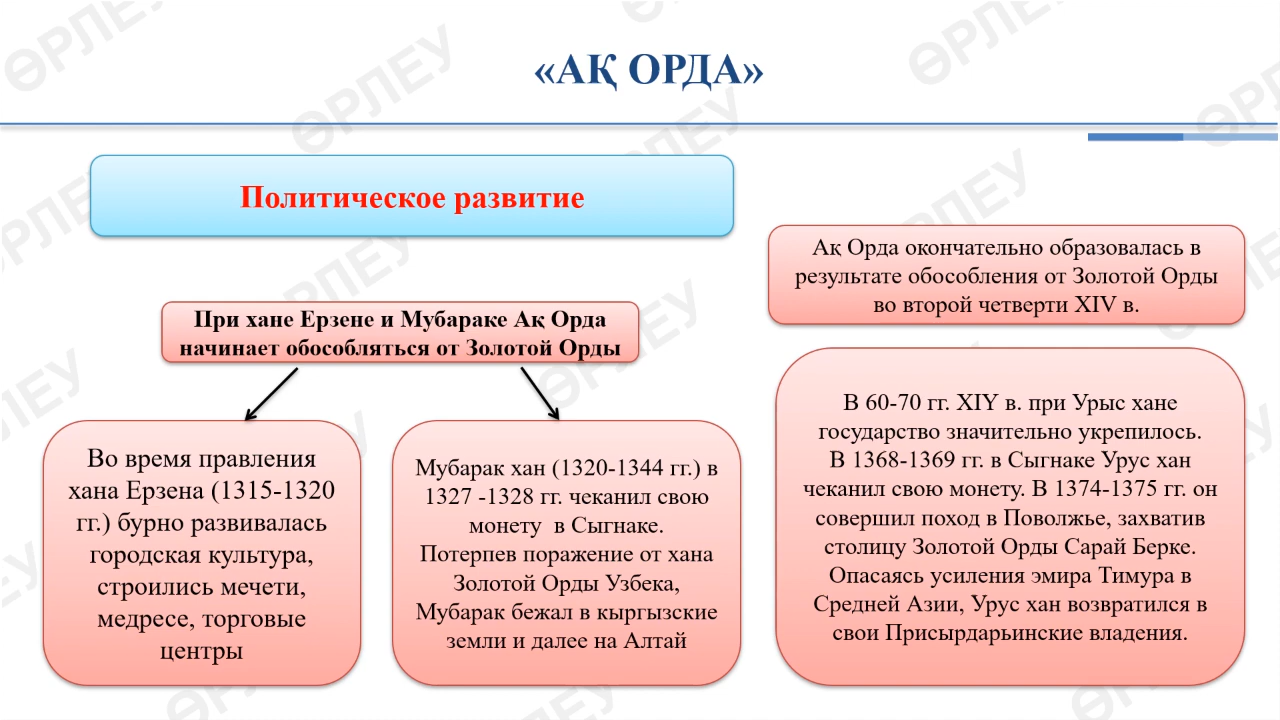 «АҚ ОРДА»
Политическое развитие
При хане Ерзене и Мубараке Ақ Орда
начинает обособляться от Золотой Орды
Во время правления
хана Ерзена (1315-1320
гг.) бурно развивалась
городская культура,
строились мечети,
медресе, торговые
центры
Мубарак хан (1320-1344 гг.) в
1327 -1328 гг. чеканил свою
монету в Сыгнаке.
Потерпев поражение от хана
Золотой Орды Узбека,
Мубарак бежал в кыргызские
земли и далее на Алтай
Ақ Орда окончательно образовалась в
результате обособления от Золотой Орды
во второй четверти XIV в.
В 60-70 гг. XIY в. при Урыс хане
государство значительно укрепилось.
В 1368-1369 гг. в Сыгнаке Урус хан
чеканил свою монету. В 1374-1375 гг. он
совершил поход в Поволжье, захватив
столицу Золотой Орды Сарай Берке.
Опасаясь усиления эмира Тимура в
Средней Азии, Урус хан возвратился в
свои Присырдарьинские владения.
ӨРЛЕУ